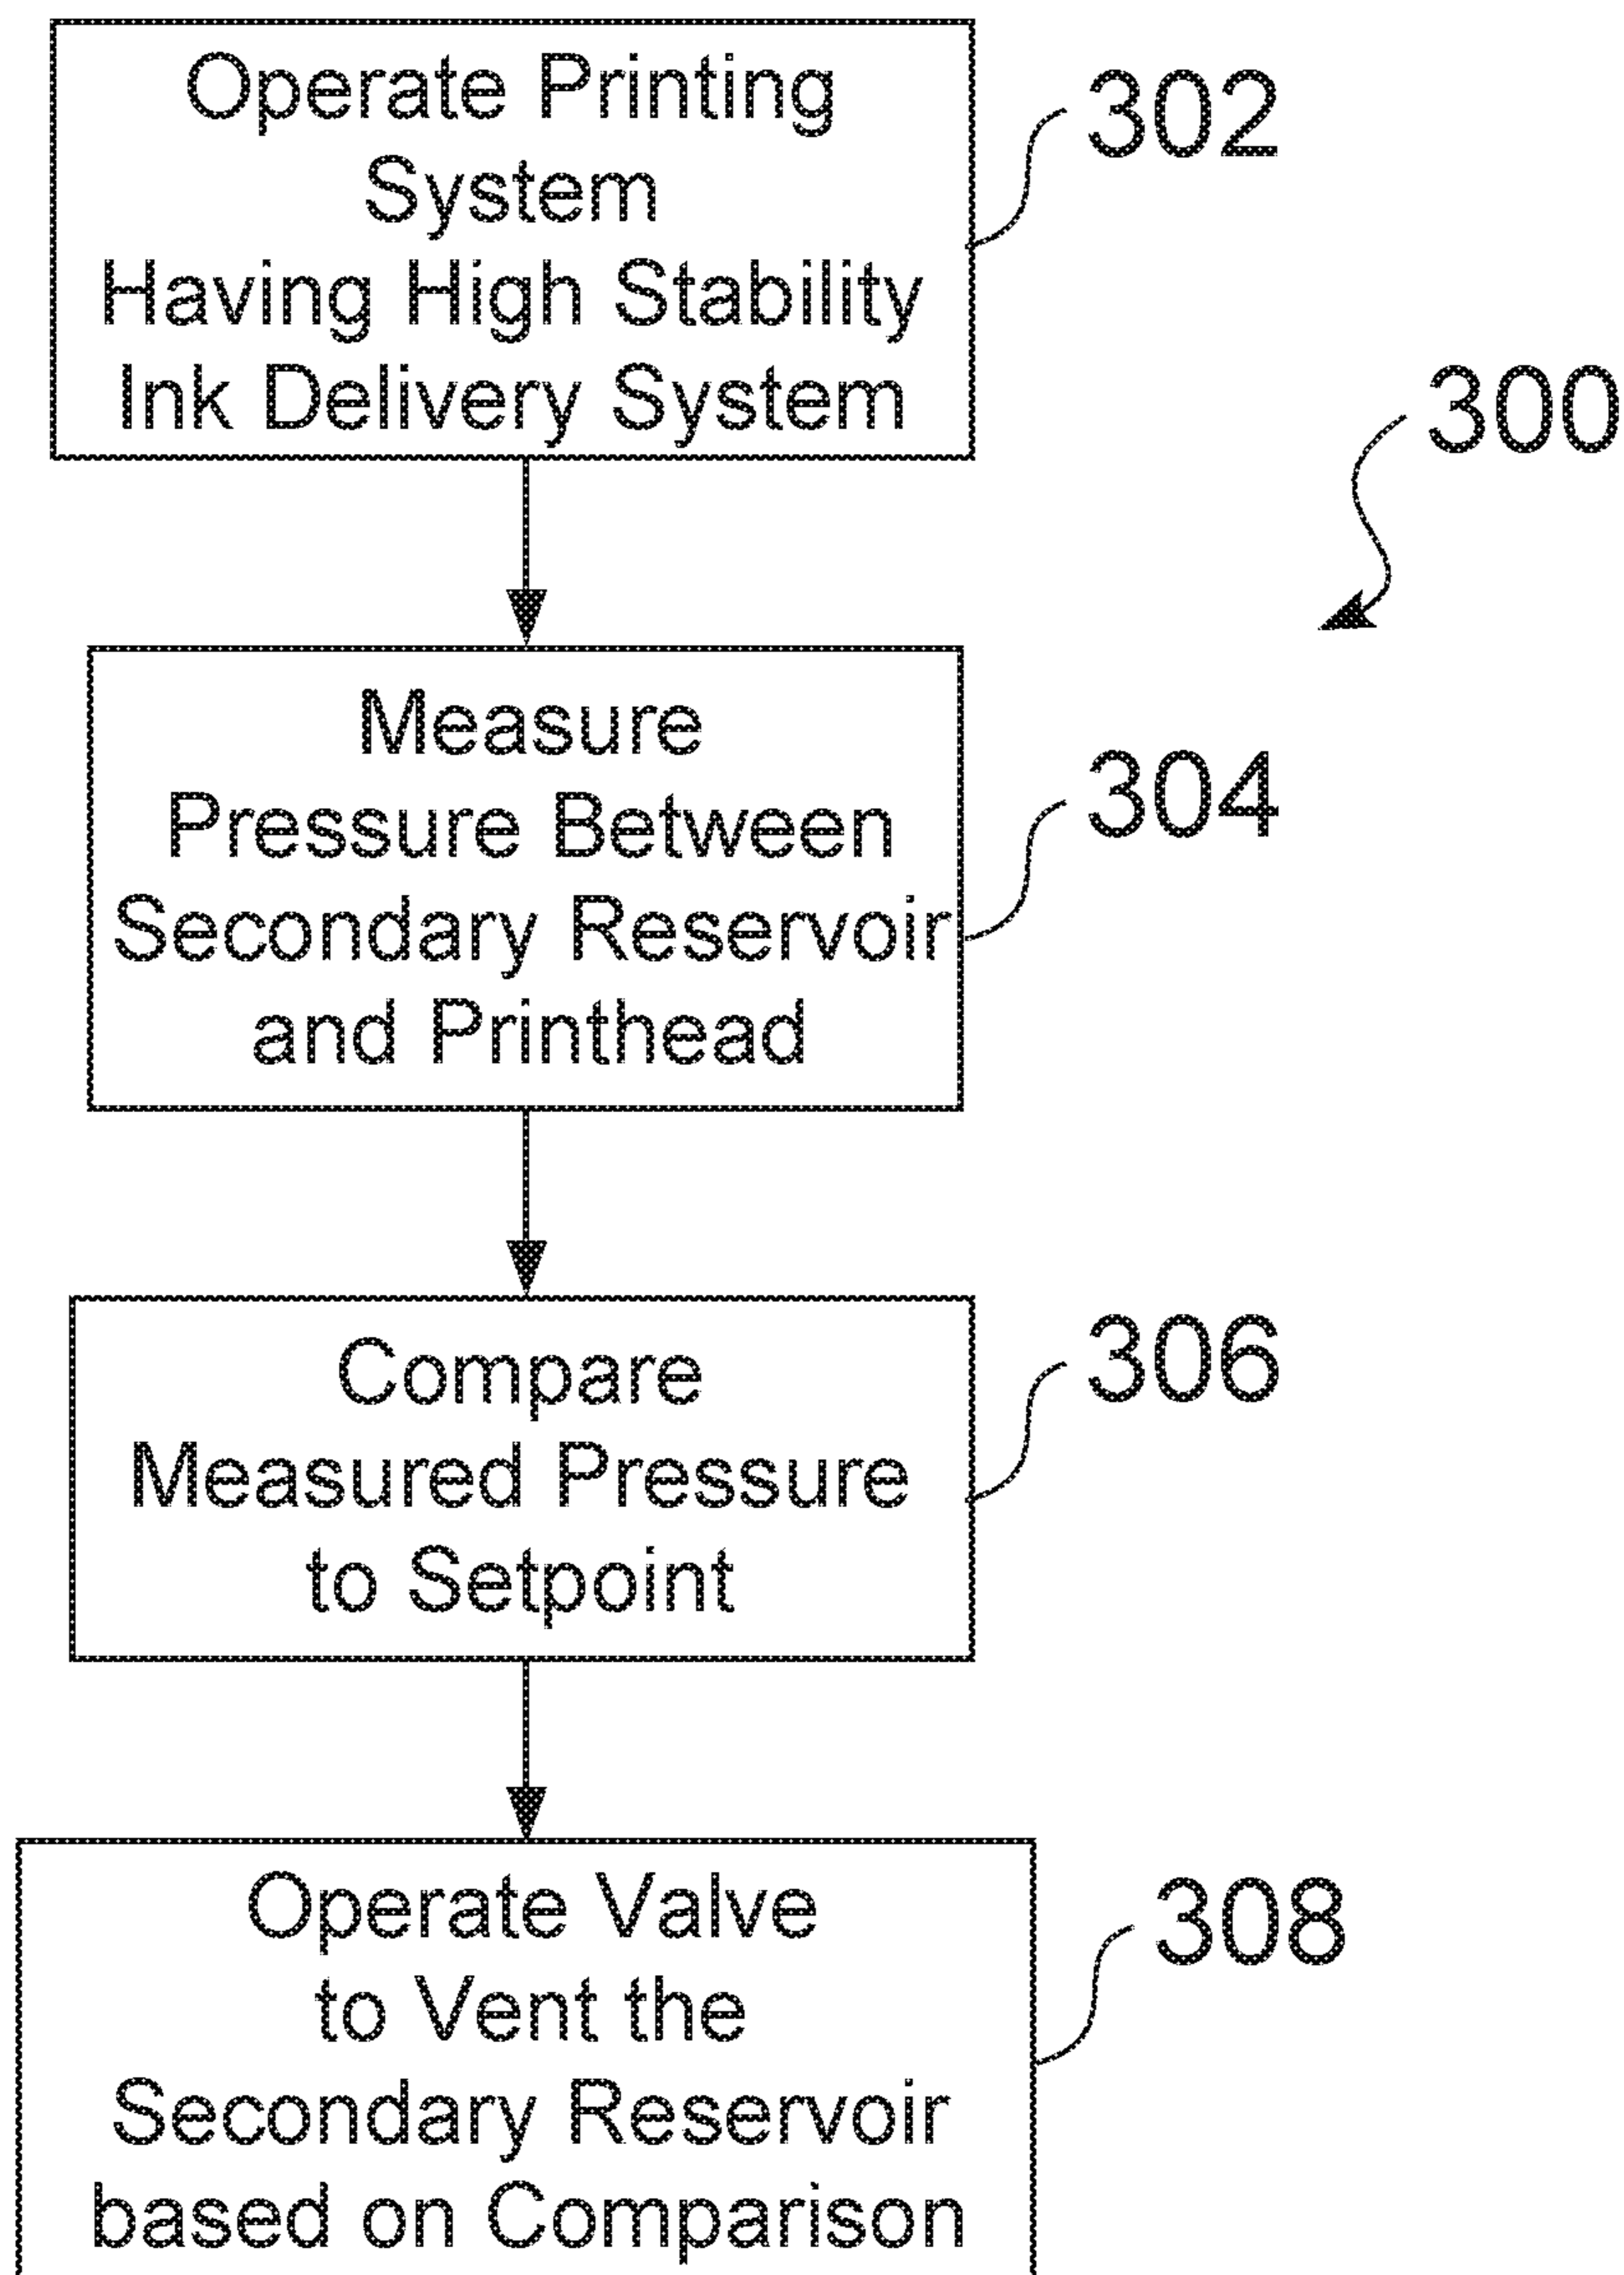 Operate Printing
System
Having High Stability
Ink Delivery System
302
300
Measure
Pressure Between
Secondary Reservoir
and Printhead
304
Compare
Measured Pressure
to Setpoint
306
Operate Valve
to Vent the
Secondary Reservoir
based on Comparison
308